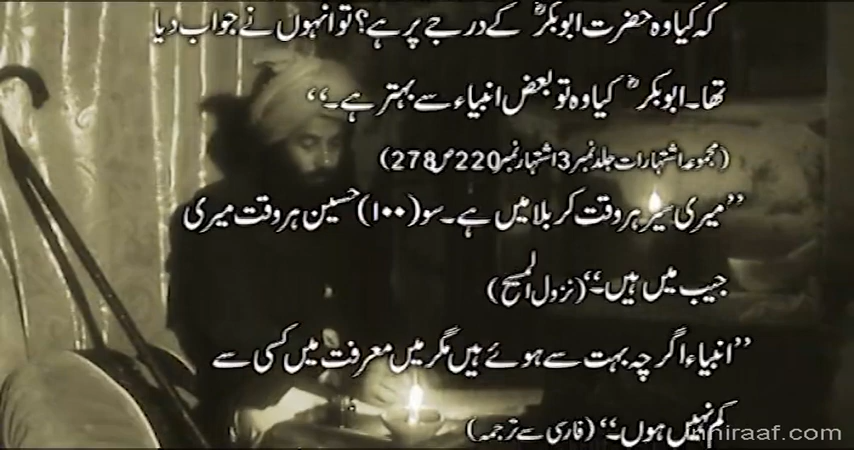 کہ کیا وہ حضرت ابوبکرؓ کے درجے پر ہے؟ تو انہوں نے جواب دیا
تھا۔ ابوبکرؓ کیا وہ تو بعض انبیاء سے بہتر ہے۔‘‘
(مجموعہ اشتہارات جلد نمبر 3 اشتہار نمبر 220 ص 278)
’’میری سیر ہر وقت کربلا میں ہے۔ سو (۱۰۰) حسین ہر وقت میری
جیب میں ہیں۔‘‘ (نزول المسیح)
’’انبیاء اگرچہ بہت سے ہوئے ہیں مگر میں معرفت میں کسی سے
کم نہیں ہوں۔‘‘ (فارسی سے ترجمہ)
niraaf.com